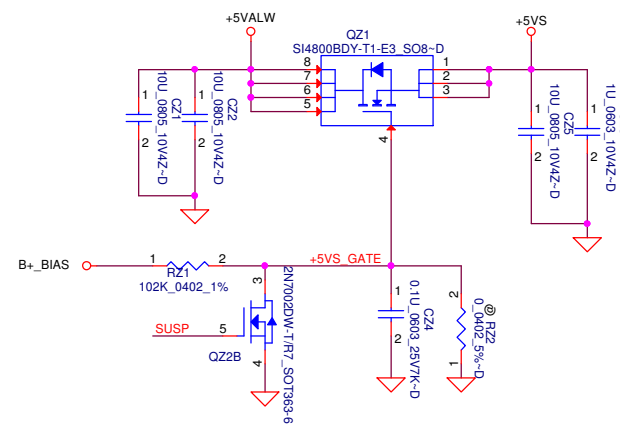 +5VALW
+5VS
QZ1
SI4800BDY-T1-E3_SO8~D
8
7
6
5
1
2
3
4
1
2
CZ1
10U_0805_10V4Z~D
1
2
CZ2
10U_0805_10V4Z~D
1
2
CZ5
10U_0805_10V4Z~D
1
2
1U_0603_10V4Z~D
B+_BIAS
1
2
RZ1
102K_0402_1%
+5VS_GATE
SUSP
5
3
4
QZ2B
2N7002DW-T/R7_SOT363-6
1
2
CZ4
0.1U_0603_25V7K~D
2
1
@
RZ2
0_0402_5%~D